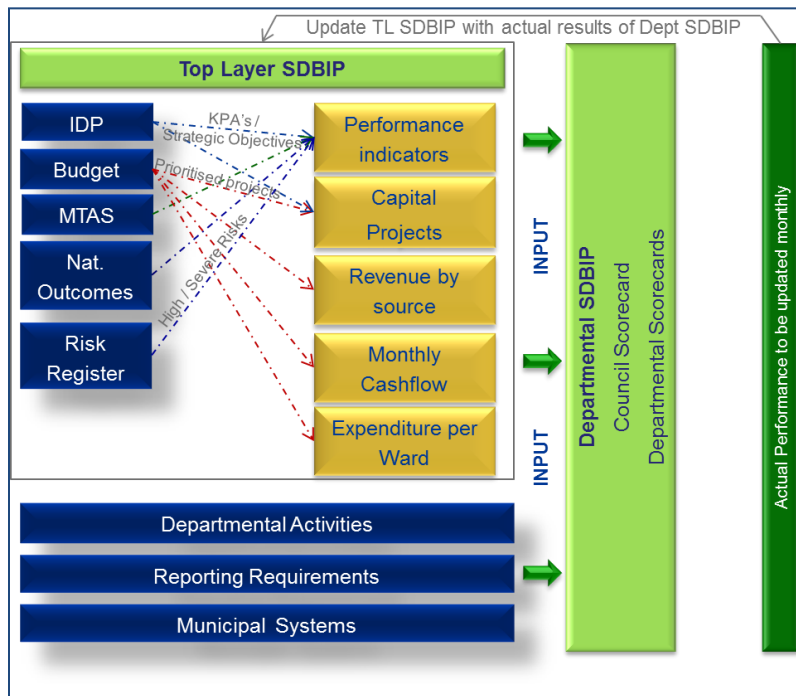 Update TL SDBIP with actual results of Dept SDBIP
Top Layer SDBIP
IDP
Budget
MTAS
Nat.
Outcomes
Risk
Register
KPA's /
Strategic Objectives
Prioritised projects
High / Severe Risks
Performance
indicators
Capital
Projects
Revenue by
source
Monthly
Cashflow
Expenditure per
Ward
INPUT
INPUT
Departmental SDBIP
Council Scorecard
Departmental Scorecards
Actual Performance to be updated monthly
Departmental Activities
Reporting Requirements
Municipal Systems